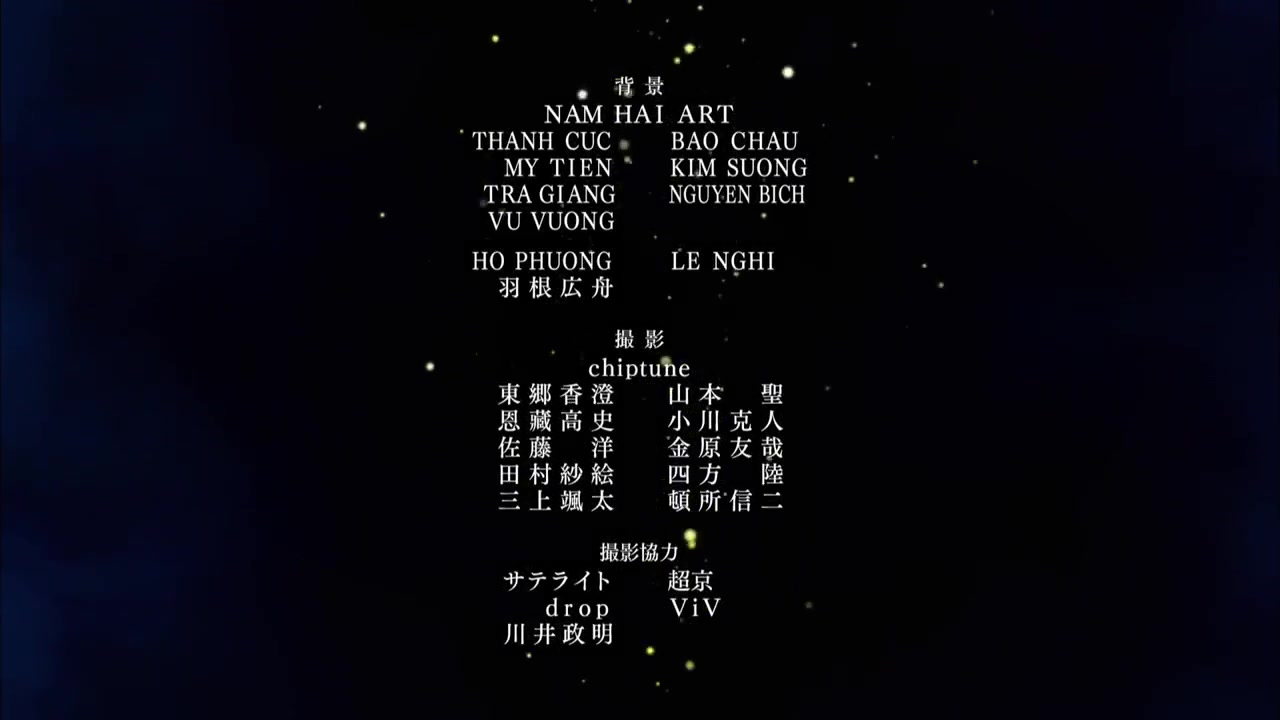 背景
NAM HAI ART
THANH CUC BAO CHAU
MY TIEN KIM SUONG
TRA GIANG NGUYEN BICH
VU VUONG
HO PHUONG LE NGHI
羽根広舟
撮影
chiptune
東郷香澄 山本 聖
恩藏高史 小川克人
佐藤 洋 金原友哉
田村紗絵 四方 陸
三上颯太 頓所信二
撮影協力
サテライト 超京
drop ViV
川井政明